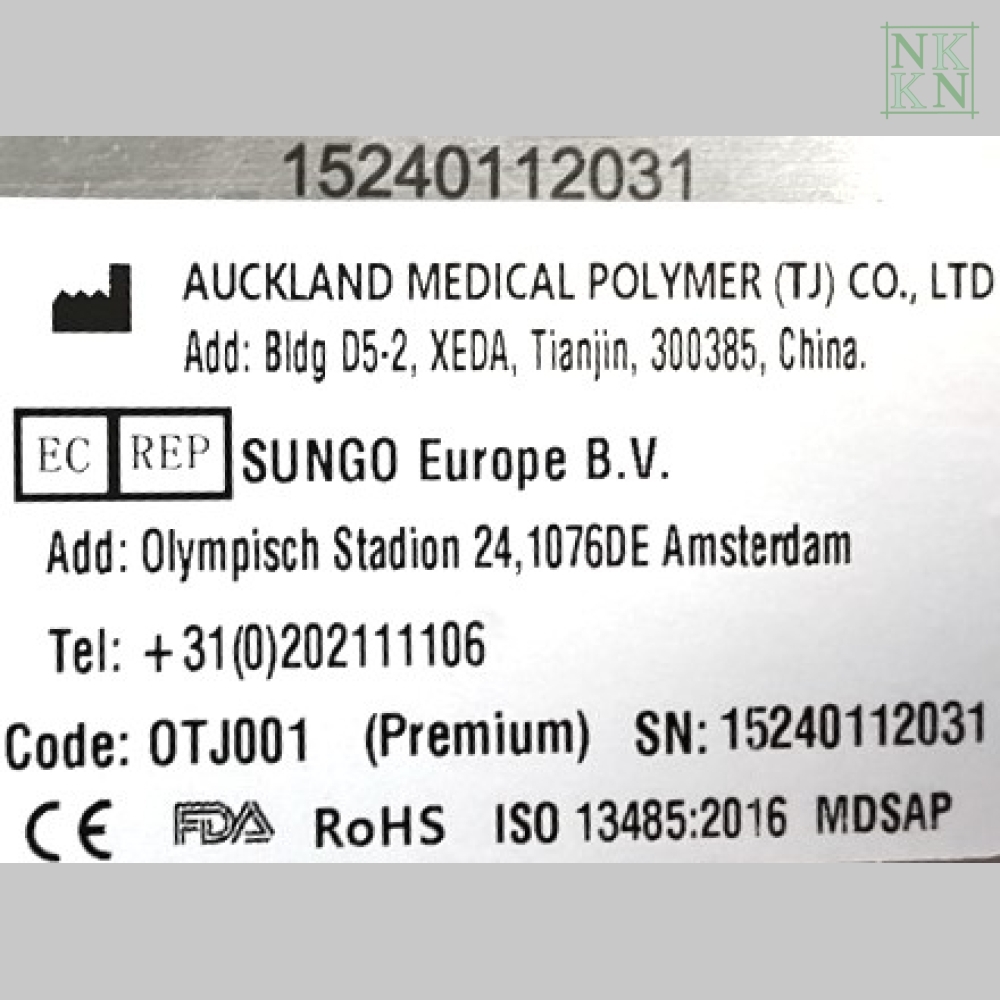 NK
KN
15240112031
AUCKLAND MEDICAL POLYMER (TJ) CO., LTD
Add: Bldg D5-2, XEDA, Tianjin, 300385, China.
EC REP SUNGO Europe B.V.
Add: Olympisch Stadion 24,1076DE Amsterdam
Tel: +31(0)202111106
Code: OTJ001 (Premium) SN: 15240112031
CE FDA RoHS ISO 13485:2016 MDSAP